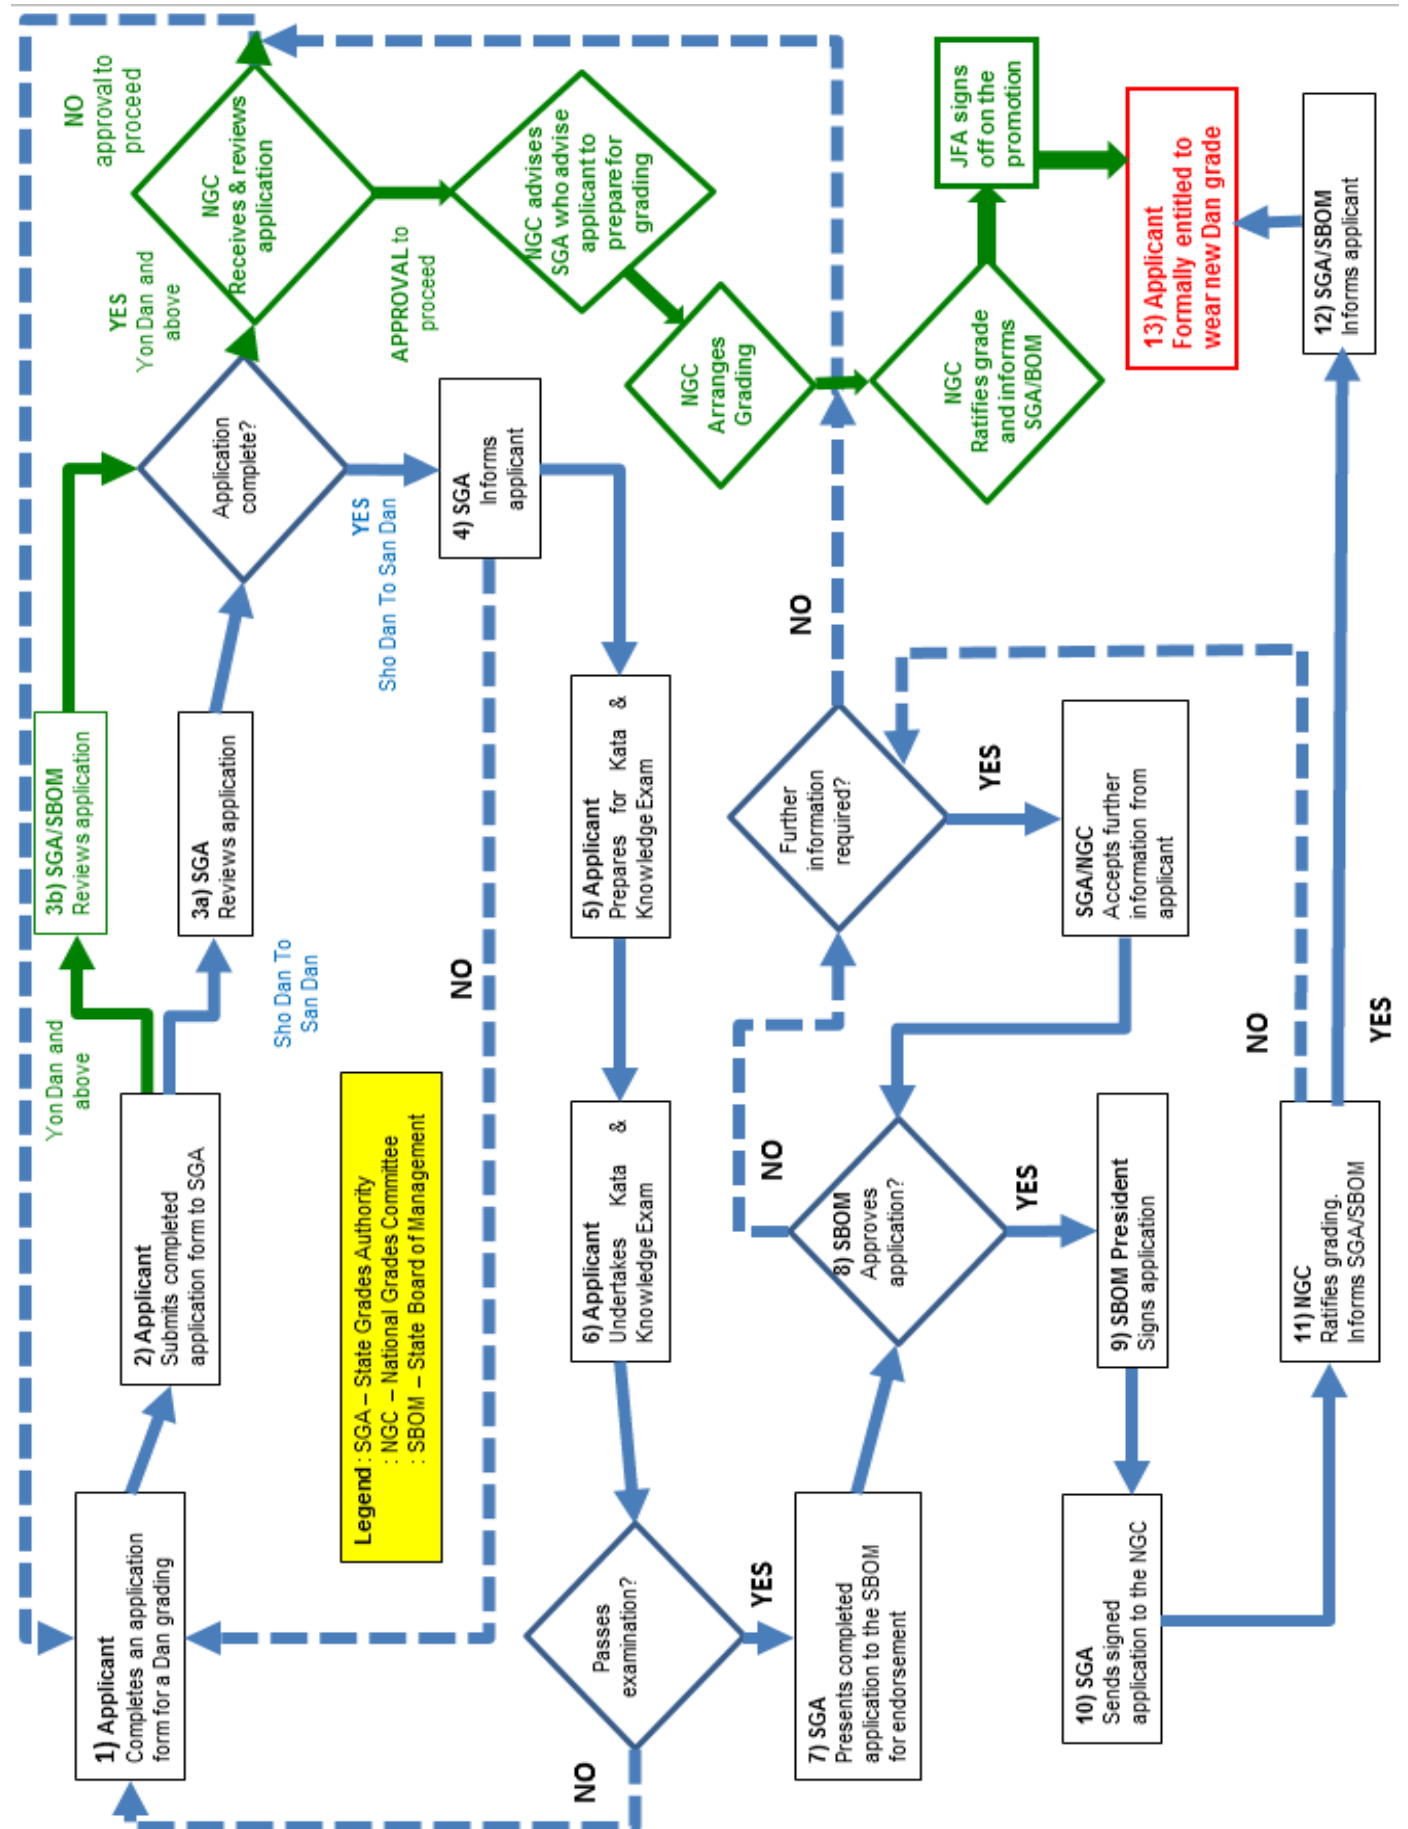 1) Applicant
Completes an application
form for a Dan grading
2) Applicant
Submits completed
application form to SGA
Yon Dan and
above
Sho Dan To
San Dan
3b) SGA/SBOM
Reviews application
3a) SGA
Reviews application
Application
complete?
YES
Yon Dan and
above
NO
approval to
proceed
NGC
Receives & reviews
application
APPROVAL to
proceed
NGC advises
SGA who advise
applicant to
prepare for
grading
NGC
Arranges
Grading
NGC
Ratifies grade
and informs
SGA/BOM
JFA signs
off on the
promotion
13) Applicant
Formally entitled to
wear new Dan grade
YES
Sho Dan To San Dan
4) SGA
Informs
applicant
NO
Legend : SGA – State Grades Authority
: NGC – National Grades Committee
: SBOM – State Board of Management
5) Applicant
Prepares for Kata &
Knowledge Exam
6) Applicant
Undertakes Kata &
Knowledge Exam
Passes
examination?
NO
YES
7) SGA
Presents completed
application to the SBOM
for endorsement
8) SBOM
Approves
application?
NO
YES
Further
information
required?
NO
YES
SGA/NGC
Accepts further
information from
applicant
9) SBOM President
Signs application
10) SGA
Sends signed
application to the NGC
11) NGC
Ratifies grading.
Informs SGA/SBOM
NO
YES
12) SGA/SBOM
Informs applicant